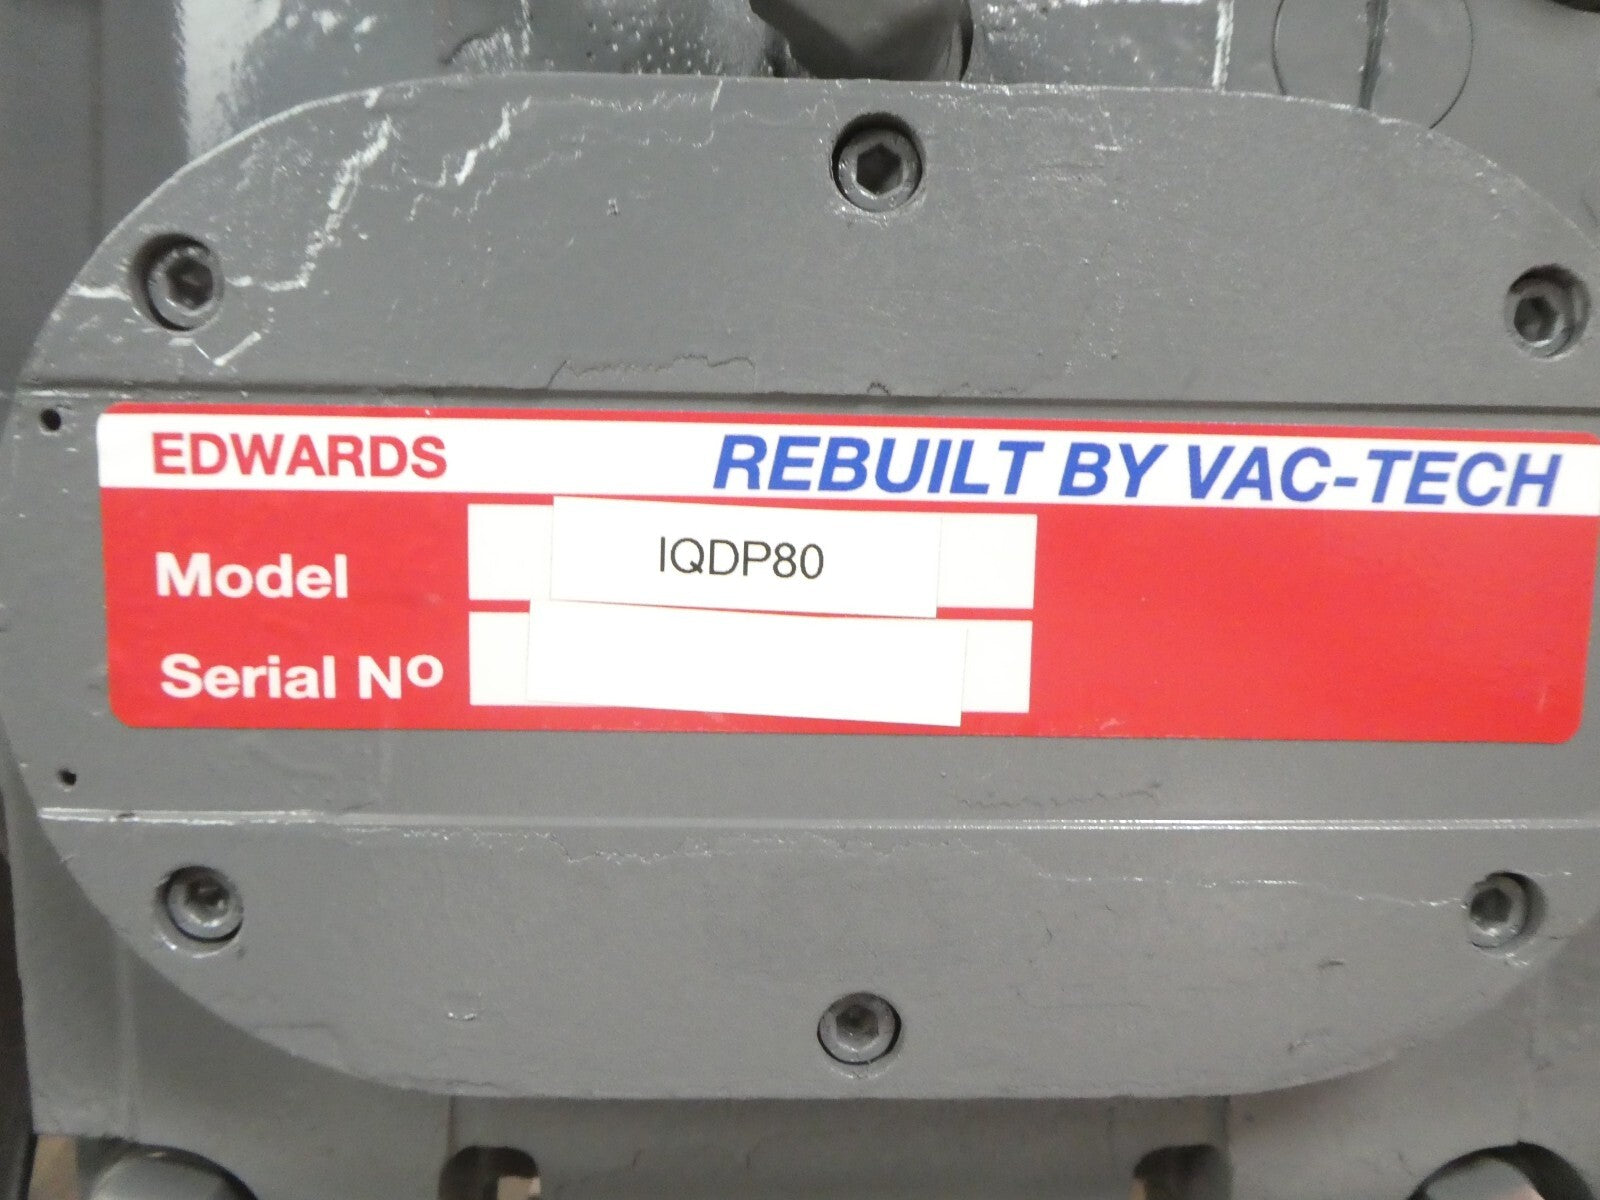 EDWARDS REBUILT BY VAC-TECH
Model IQDP80
Serial Nº